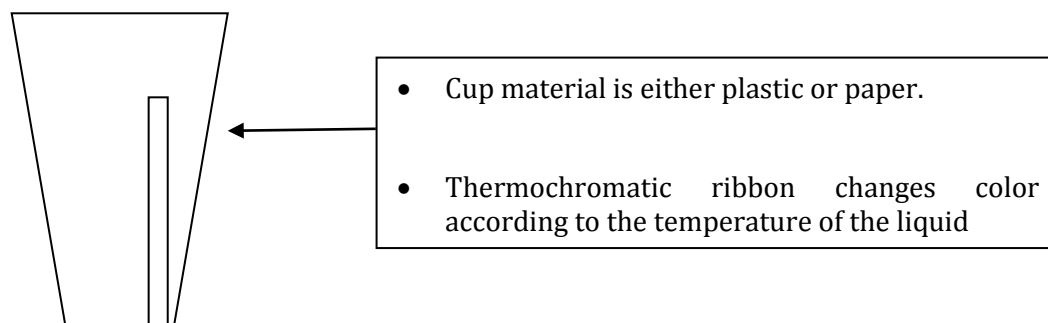 • Cup material is either plastic or paper.
• Thermochromatic ribbon changes color
according to the temperature of the liquid